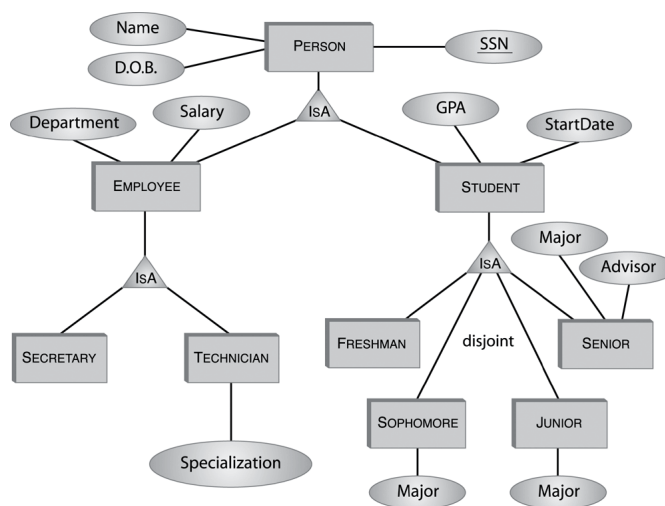 Name
PERSON
SSN
D.O.B.
ISA
GPA
Department
Salary
StartDate
EMPLOYEE
STUDENT
Major
ISA
ISA
Advisor
SECRETARY
TECHNICIAN
FRESHMAN
disjoint
SENIOR
SOPHOMORE
JUNIOR
Specialization
Major
Major